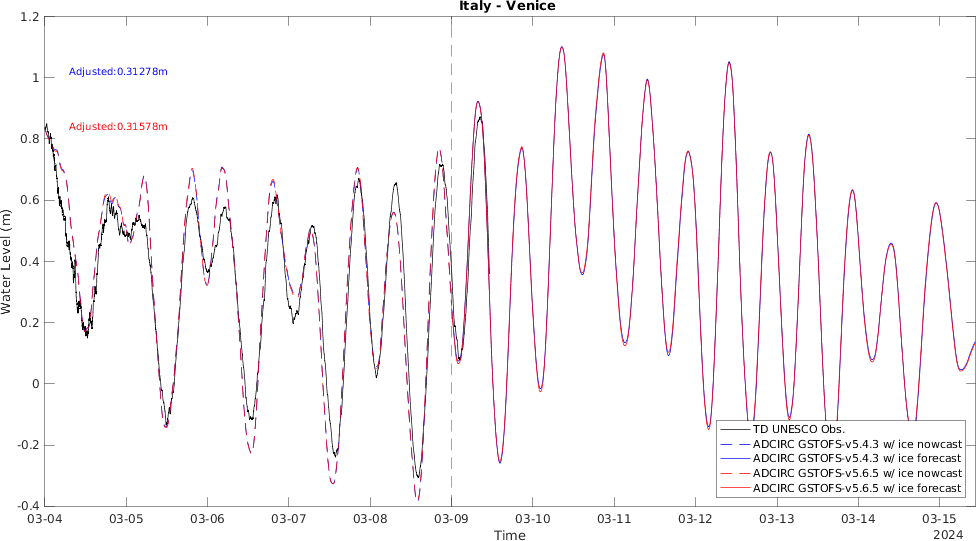 Italy - Venice
1.2
1
0.8
0.6
0.4
0.2
0
-0.2
-0.4
Water Level (m)
Adjusted:0.31278m
Adjusted:0.31578m
TD UNESCO Obs.
ADCIRC GSTOFS-v5.4.3 w/ ice nowcast
ADCIRC GSTOFS-v5.4.3 w/ ice forecast
ADCIRC GSTOFS-v5.6.5 w/ ice nowcast
ADCIRC GSTOFS-v5.6.5 w/ ice forecast
03-04 03-05 03-06 03-07 03-08 03-09 03-10 03-11 03-12 03-13 03-14 03-15
Time
2024